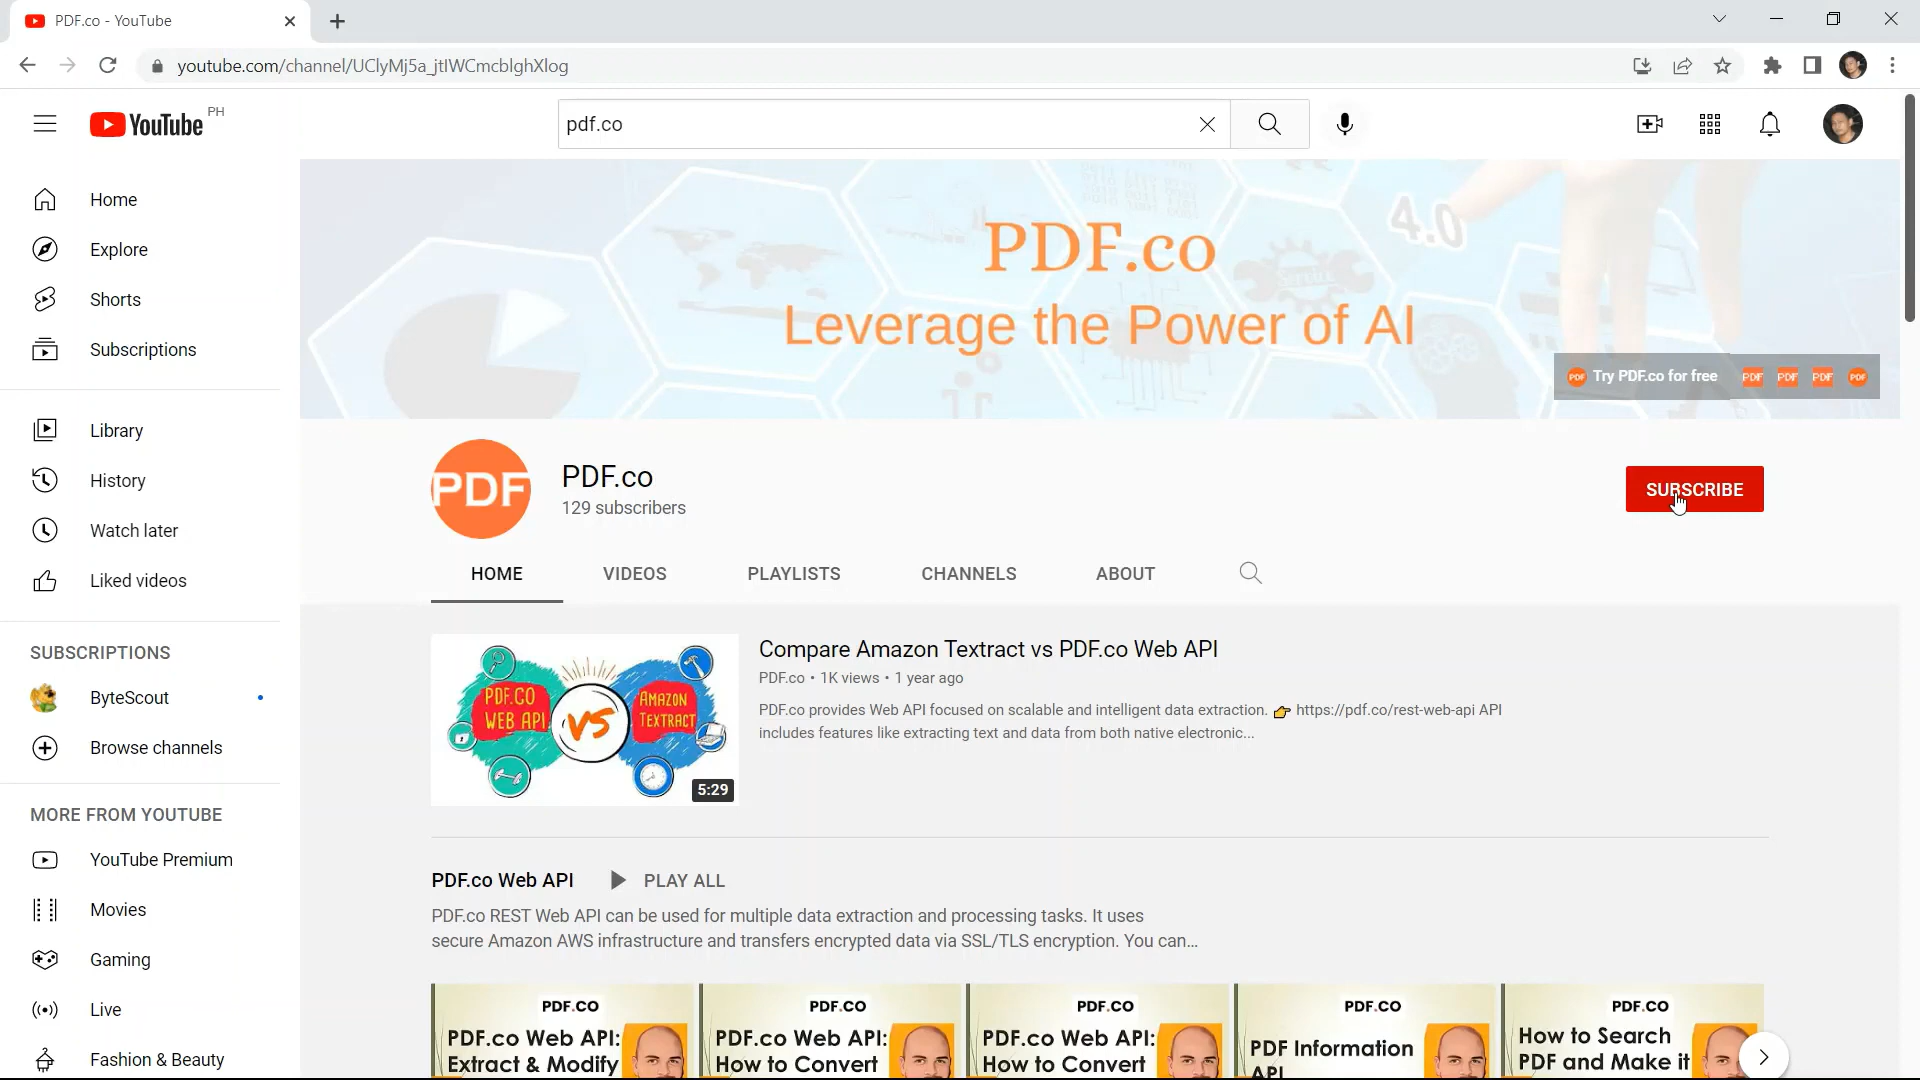 PDF.co - YouTube
youtube.com/channel/UClyMj5a_jtIWCmcblghXlog
YouTube PH
pdf.co
Home
Explore
Shorts
Subscriptions
Library
History
Watch later
Liked videos
SUBSCRIPTIONS
ByteScout
Browse channels
MORE FROM YOUTUBE
YouTube Premium
Movies
Gaming
Live
Fashion & Beauty
4.0
PDF.co
Leverage the Power of AI
PDF Try PDF.co for free PDF PDF PDF PDF
PDF
PDF.co
129 subscribers
SUBSCRIBE
HOME VIDEOS PLAYLISTS CHANNELS ABOUT
PDF.CO
WEB API
VS
AMAZON
TEXTRACT
5:29
Compare Amazon Textract vs PDF.co Web API
PDF.co • 1K views • 1 year ago
PDF.co provides Web API focused on scalable and intelligent data extraction. 👉 https://pdf.co/rest-web-api API
includes features like extracting text and data from both native electronic...
PDF.co Web API PLAY ALL
PDF.co REST Web API can be used for multiple data extraction and processing tasks. It uses
secure Amazon AWS infrastructure and transfers encrypted data via SSL/TLS encryption. You can...
PDF.CO
PDF.co Web API:
Extract & Modify
PDF.CO
PDF.co Web API:
How to Convert
PDF.CO
PDF.co Web API:
How to Convert
PDF.CO
PDF Information
API
PDF.CO
How to Search
PDF and Make it